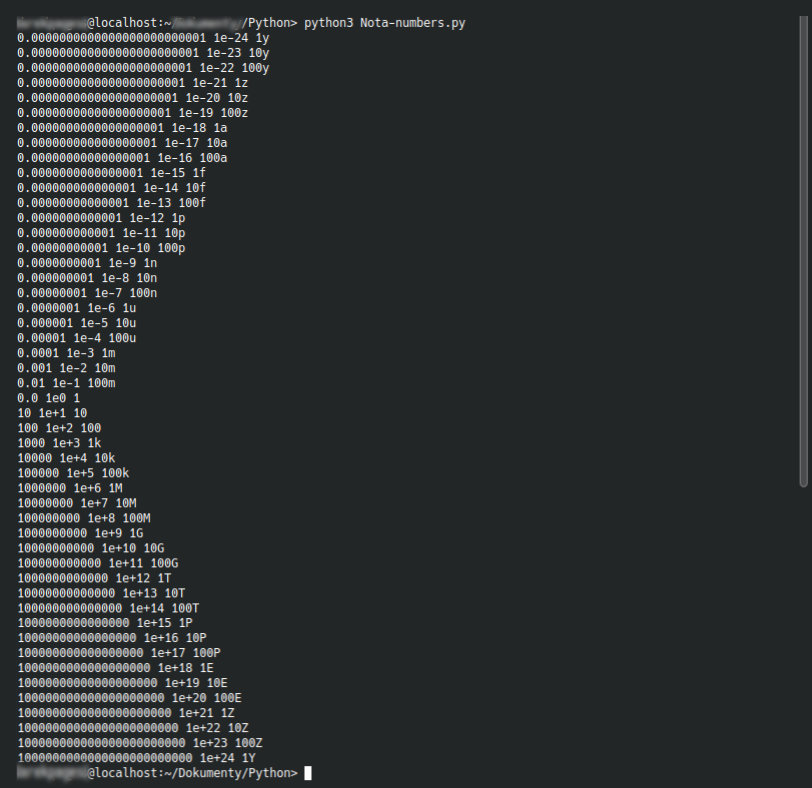 @localhost:~/Dokumenty/Python> python3 Nota-numbers.py
0.0000000000000000000000001 1e-24 1y
0.000000000000000000000001 1e-23 10y
0.00000000000000000000001 1e-22 100y
0.0000000000000000000001 1e-21 1z
0.000000000000000000001 1e-20 10z
0.00000000000000000001 1e-19 100z
0.0000000000000000001 1e-18 1a
0.000000000000000001 1e-17 10a
0.00000000000000001 1e-16 100a
0.0000000000000001 1e-15 1f
0.000000000000001 1e-14 10f
0.00000000000001 1e-13 100f
0.0000000000001 1e-12 1p
0.000000000001 1e-11 10p
0.00000000001 1e-10 100p
0.0000000001 1e-9 1n
0.000000001 1e-8 10n
0.00000001 1e-7 100n
0.0000001 1e-6 1u
0.000001 1e-5 10u
0.00001 1e-4 100u
0.0001 1e-3 1m
0.001 1e-2 10m
0.01 1e-1 100m
0.0 1e0 1
10 1e+1 10
100 1e+2 100
1000 1e+3 1k
10000 1e+4 10k
100000 1e+5 100k
1000000 1e+6 1M
10000000 1e+7 10M
100000000 1e+8 100M
1000000000 1e+9 1G
10000000000 1e+10 10G
100000000000 1e+11 100G
1000000000000 1e+12 1T
10000000000000 1e+13 10T
100000000000000 1e+14 100T
1000000000000000 1e+15 1P
10000000000000000 1e+16 10P
100000000000000000 1e+17 100P
1000000000000000000 1e+18 1E
10000000000000000000 1e+19 10E
100000000000000000000 1e+20 100E
1000000000000000000000 1e+21 1Z
10000000000000000000000 1e+22 10Z
100000000000000000000000 1e+23 100Z
1000000000000000000000000 1e+24 1Y
@localhost:~/Dokumenty/Python>